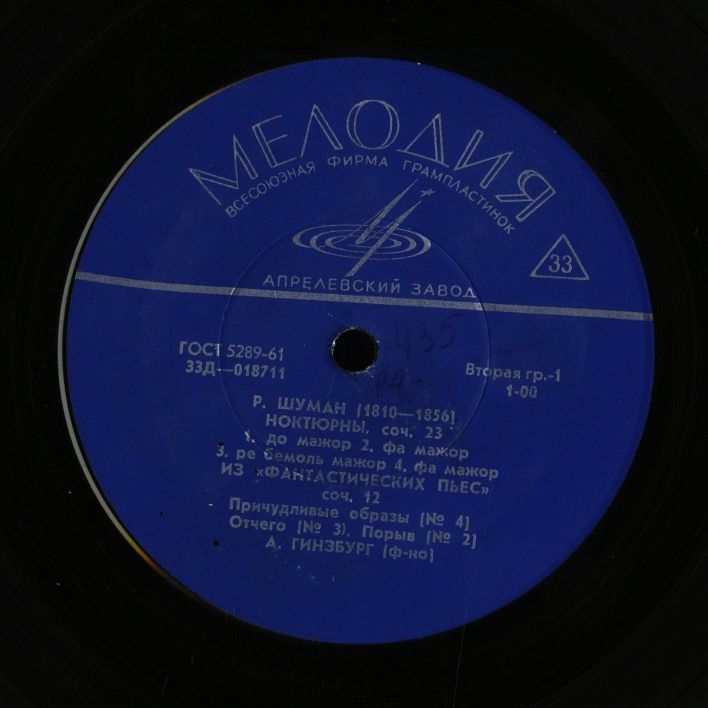 МЕЛОДИЯ
ВСЕСОЮЗНАЯ ФИРМА ГРАМПЛАСТИНОК
33
АПРЕЛЕВСКИЙ ЗАВОД
ГОСТ 5289-61
33Д—018711
Вторая гр.-1
1-00
435
Р. ШУМАН (1810—1856)
НОКТЮРНЫ, соч. 23
1. до мажор 2. фа мажор
3. ре бемоль мажор 4. фа мажор
ИЗ «ФАНТАСТИЧЕСКИХ ПЬЕС»
соч. 12
Причудливые образы (№ 4)
Отчего (№ 3), Порыв (№ 2)
А. ГИНЗБУРГ (ф-но)